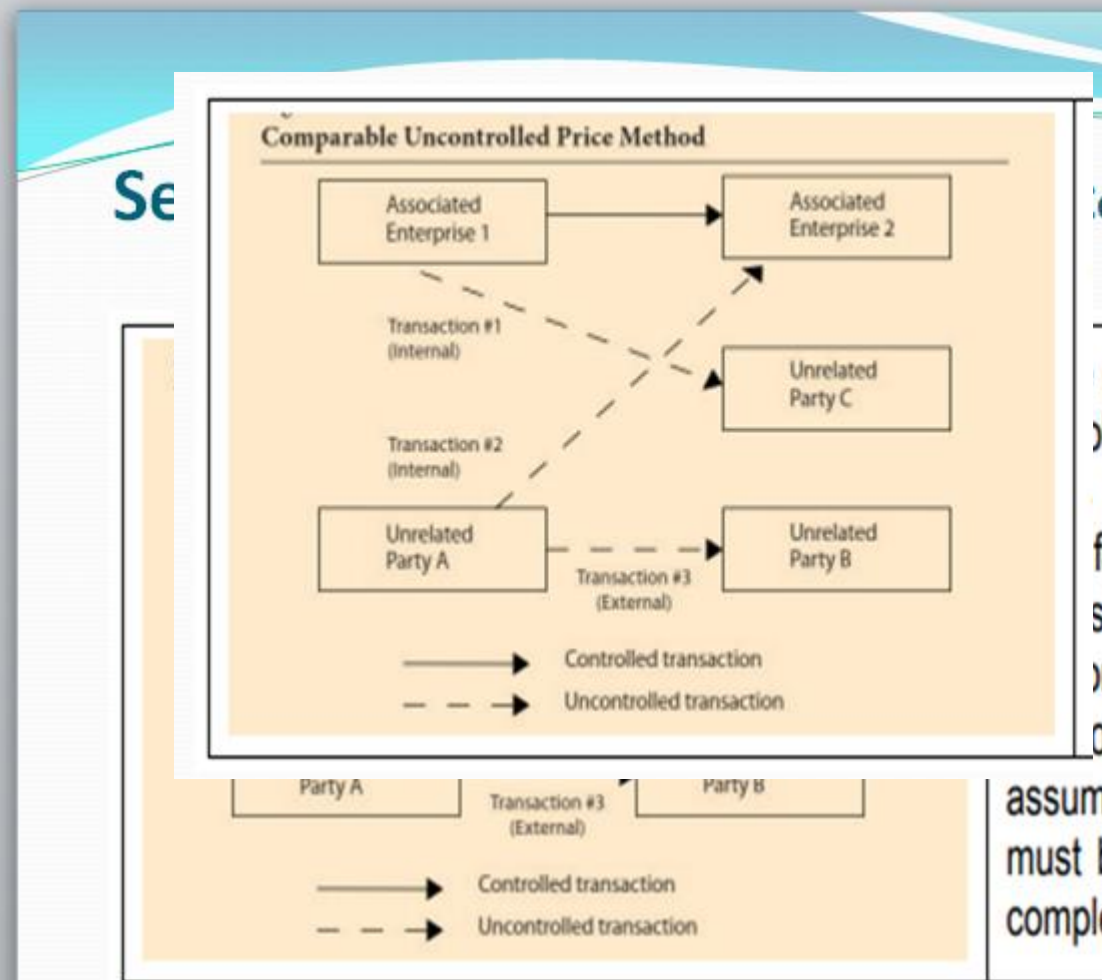 Comparable Uncontrolled Price Method
Se
Associated
Enterprise 1
Associated
Enterprise 2
Transaction #1
(Internal)
Unrelated
Party C
Transaction #2
(Internal)
Unrelated
Party A
Unrelated
Party B
Transaction #3
(External)
Controlled transaction
Uncontrolled transaction
Party A
Party B
Transaction #3
(External)
Controlled transaction
Uncontrolled transaction
assum
must b
comple